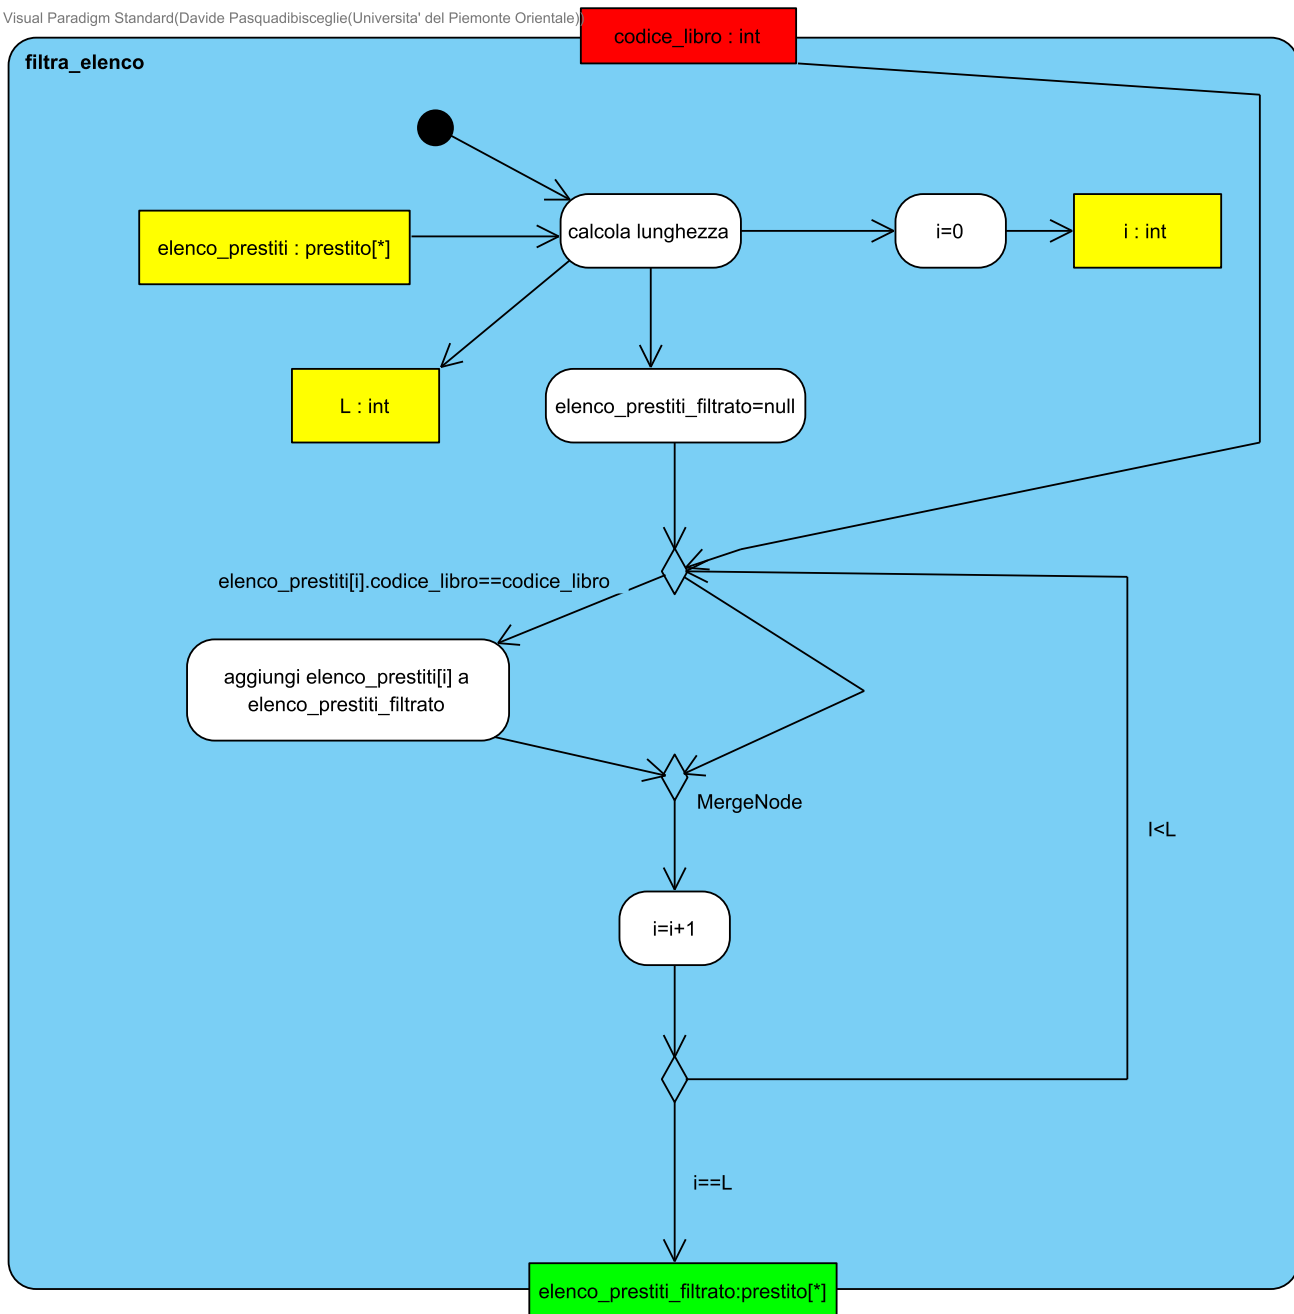 Visual Paradigm Standard(Davide Pasquadibisceglie(Universita' del Piemonte Orientale))
codice_libro : int
filtra_elenco
elenco_prestiti : prestito[*]
calcola lunghezza
i=0
i : int
L : int
elenco_prestiti_filtrato=null
elenco_prestiti[i].codice_libro==codice_libro
aggiungi elenco_prestiti[i] a
elenco_prestiti_filtrato
MergeNode
I<L
i=i+1
i==L
elenco_prestiti_filtrato:prestito[*]